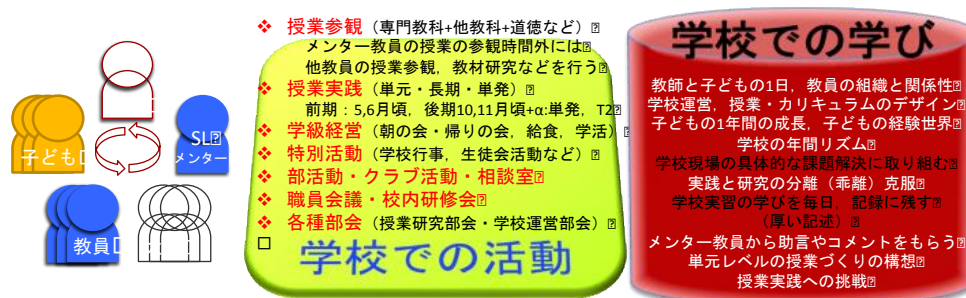 子ども
SL
メンター
教員
❖ 授業参観（専門教科+他教科+道徳など）
メンター教員の授業の参観時間外には
他教員の授業参観，教材研究などを行う
❖ 授業実践（単元・長期・単発）
前期：5,6月頃，後期10,11月頃+α:単発，T2
❖ 学級経営（朝の会・帰りの会，給食，学活）
❖ 特別活動（学校行事，生徒会活動など）
❖ 部活動・クラブ活動・相談室
❖ 職員会議・校内研修会
❖ 各種部会（授業研究部会・学校運営部会）
学校での活動
学校での学び
教師と子どもの1日，教員の組織と関係性
学校運営，授業・カリキュラムのデザイン
子どもの1年間の成長，子どもの経験世界
学校の年間リズム
学校現場の具体的な課題解決に取り組む
実践と研究の分離（乖離）克服
学校実習の学びを毎日，記録に残す
（厚い記述）
メンター教員から助言やコメントをもらう
単元レベルの授業づくりの構想
授業実践への挑戦